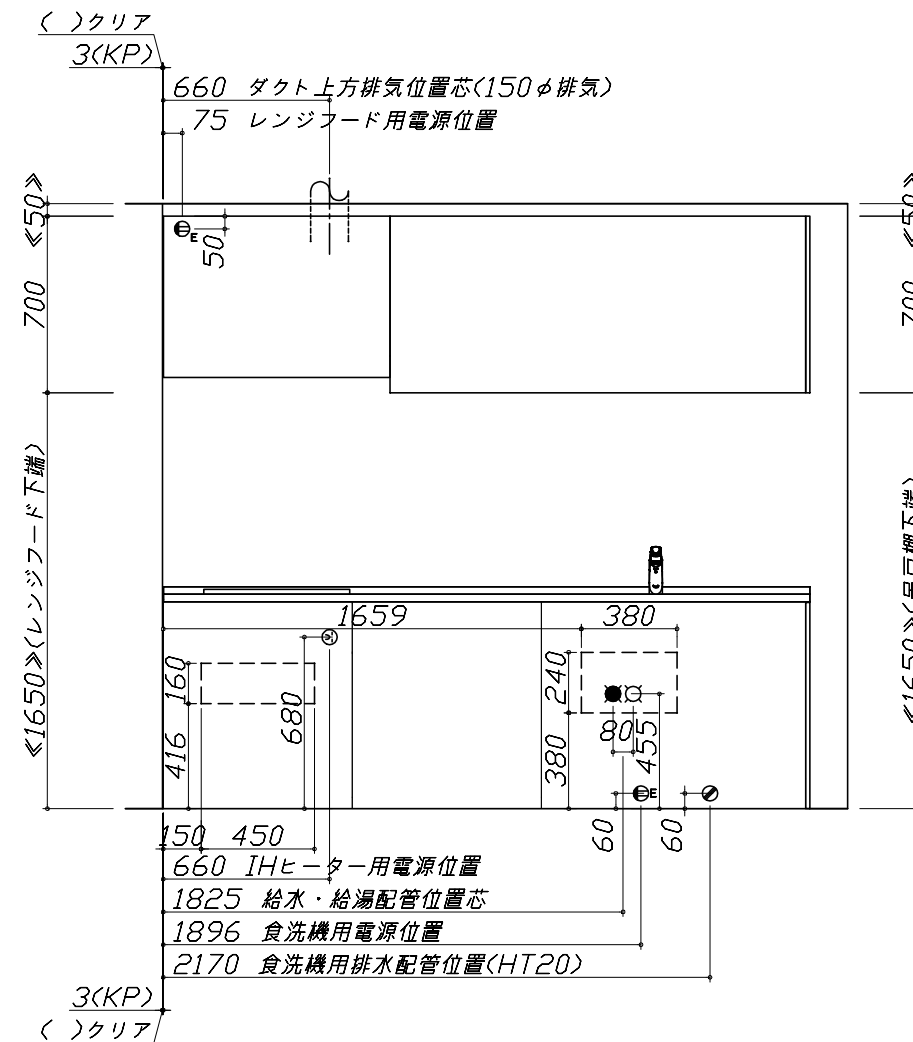 ( )クリア
3(KP)
660 ダクト上方排気位置芯(150φ排気)
75 レンジフード用電源位置
≪50≫
≪50≫
E
50
700
700
≪1650≫(レンジフード下端)
1659
380
160
416
680
240
380
80
455
E
60
60
150 450
660 IHヒーター用電源位置
1825 給水・給湯配管位置芯
1896 食洗機用電源位置
2170 食洗機用排水配管位置(HT20)
3(KP)
( )クリア